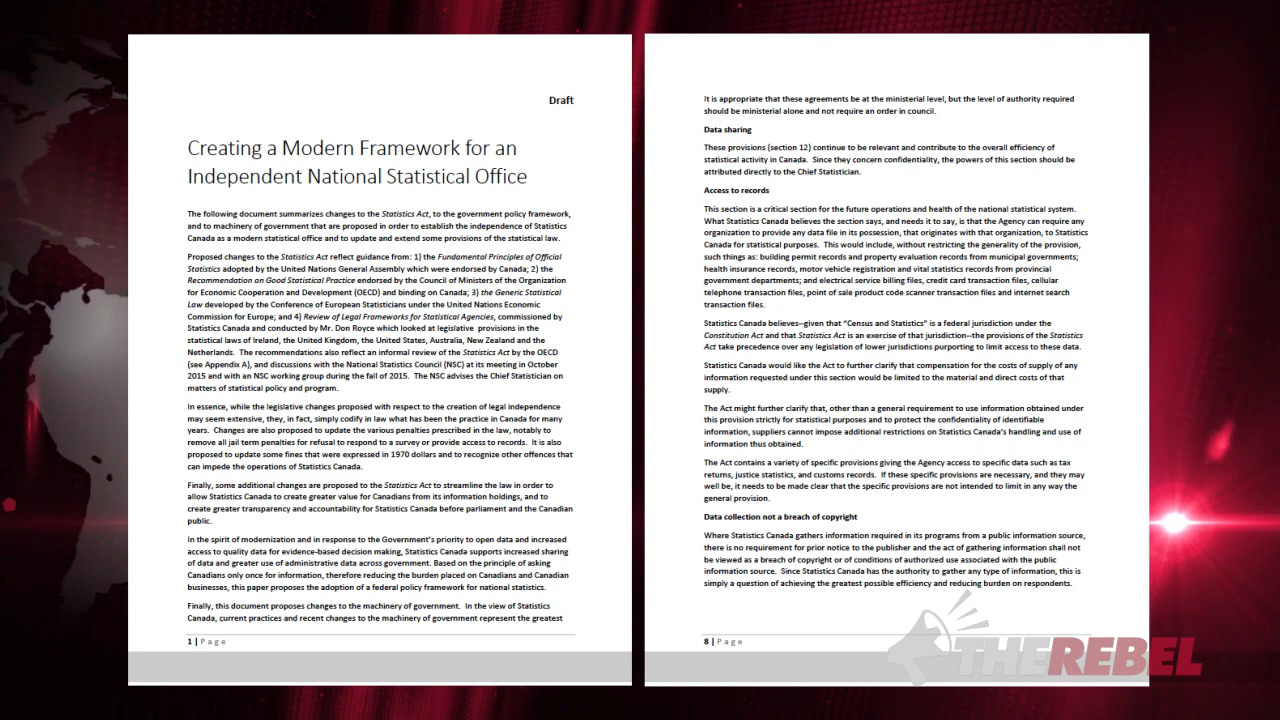 Draft
Creating a Modern Framework for an
Independent National Statistical Office
The following document summarizes changes to the Statistics Act, to the government policy framework,
and to machinery of government that are proposed in order to establish the independence of Statistics
Canada as a modern statistical office and to update and extend some provisions of the statistical law.
Proposed changes to the Statistics Act reflect guidance from: 1) the Fundamental Principles of Official
Statistics adopted by the United Nations General Assembly which were endorsed by Canada; 2) the
Recommendation on Good Statistical Practice endorsed by the Council of Ministers of the Organization
for Economic Cooperation and Development (OECD) and binding on Canada; 3) the Generic Statistical
Law developed by the Conference of European Statisticians under the United Nations Economic
Commission for Europe; and 4) Review of Legal Frameworks for Statistical Agencies, commissioned by
Statistics Canada and conducted by Mr. Don Royce which looked at legislative provisions in the
statistical laws of Ireland, the United Kingdom, the United States, Australia, New Zealand and the
Netherlands. The recommendations also reflect an informal review of the Statistics Act by the OECD
(see Appendix A), and discussions with the National Statistics Council (NSC) at its meeting in October
2015 and with an NSC working group during the fall of 2015. The NSC advises the Chief Statistician on
matters of statistical policy and program.
In essence, while the legislative changes proposed with respect to the creation of legal independence
may seem extensive, they, in fact, simply codify in law what has been the practice in Canada for many
years. Changes are also proposed to update the various penalties prescribed in the law, notably to
remove all jail term penalties for refusal to respond to a survey or provide access to records. It is also
proposed to update some fines that were expressed in 1970 dollars and to recognize other offences that
can impede the operations of Statistics Canada.
Finally, some additional changes are proposed to the Statistics Act to streamline the law in order to
allow Statistics Canada to create greater value for Canadians from its information holdings, and to
create greater transparency and accountability for Statistics Canada before parliament and the Canadian
public.
In the spirit of modernization and in response to the Government's priority to open data and increased
access to quality data for evidence-based decision making, Statistics Canada supports increased sharing
of data and greater use of administrative data across government. Based on the principle of asking
Canadians only once for information, therefore reducing the burden placed on Canadians and Canadian
businesses, this paper proposes the adoption of a federal policy framework for national statistics.
Finally, this document proposes changes to the machinery of government. In the view of Statistics
Canada, current practices and recent changes to the machinery of government represent the greatest
1 | Page
It is appropriate that these agreements be at the ministerial level, but the level of authority required
should be ministerial alone and not require an order in council.
Data sharing
These provisions (section 12) continue to be relevant and contribute to the overall efficiency of
statistical activity in Canada. Since they concern confidentiality, the powers of this section should be
attributed directly to the Chief Statistician.
Access to records
This section is a critical section for the future operations and health of the national statistical system.
What Statistics Canada believes the section says, and needs it to say, is that the Agency can require any
organization to provide any data file in its possession, that originates with that organization, to Statistics
Canada for statistical purposes. This would include, without restricting the generality of the provision,
such things as: building permit records and property evaluation records from municipal governments;
health insurance records, motor vehicle registration and vital statistics records from provincial
government departments; and electrical service billing files, credit card transaction files, cellular
telephone transaction files, point of sale product code scanner transaction files and internet search
transaction files.
Statistics Canada believes--given that "Census and Statistics" is a federal jurisdiction under the
Constitution Act and that Statistics Act is an exercise of that jurisdiction--the provisions of the Statistics
Act take precedence over any legislation of lower jurisdictions purporting to limit access to these data.
Statistics Canada would like the Act to further clarify that compensation for the costs of supply of any
information requested under this section would be limited to the material and direct costs of that
supply.
The Act might further clarify that, other than a general requirement to use information obtained under
this provision strictly for statistical purposes and to protect the confidentiality of identifiable
information, suppliers cannot impose additional restrictions on Statistics Canada's handling and use of
information thus obtained.
The Act contains a variety of specific provisions giving the Agency access to specific data such as tax
returns, justice statistics, and customs records. If these specific provisions are necessary, and they may
well be, it needs to be made clear that the specific provisions are not intended to limit in any way the
general provision.
Data collection not a breach of copyright
Where Statistics Canada gathers information required in its programs from a public information source,
there is no requirement for prior notice to the publisher and the act of gathering information shall not
be viewed as a breach of copyright or of conditions of authorized use associated with the public
information source. Since Statistics Canada has the authority to gather any type of information, this is
simply a question of achieving the greatest possible efficiency and reducing burden on respondents.
8 | Page
THEREBEL